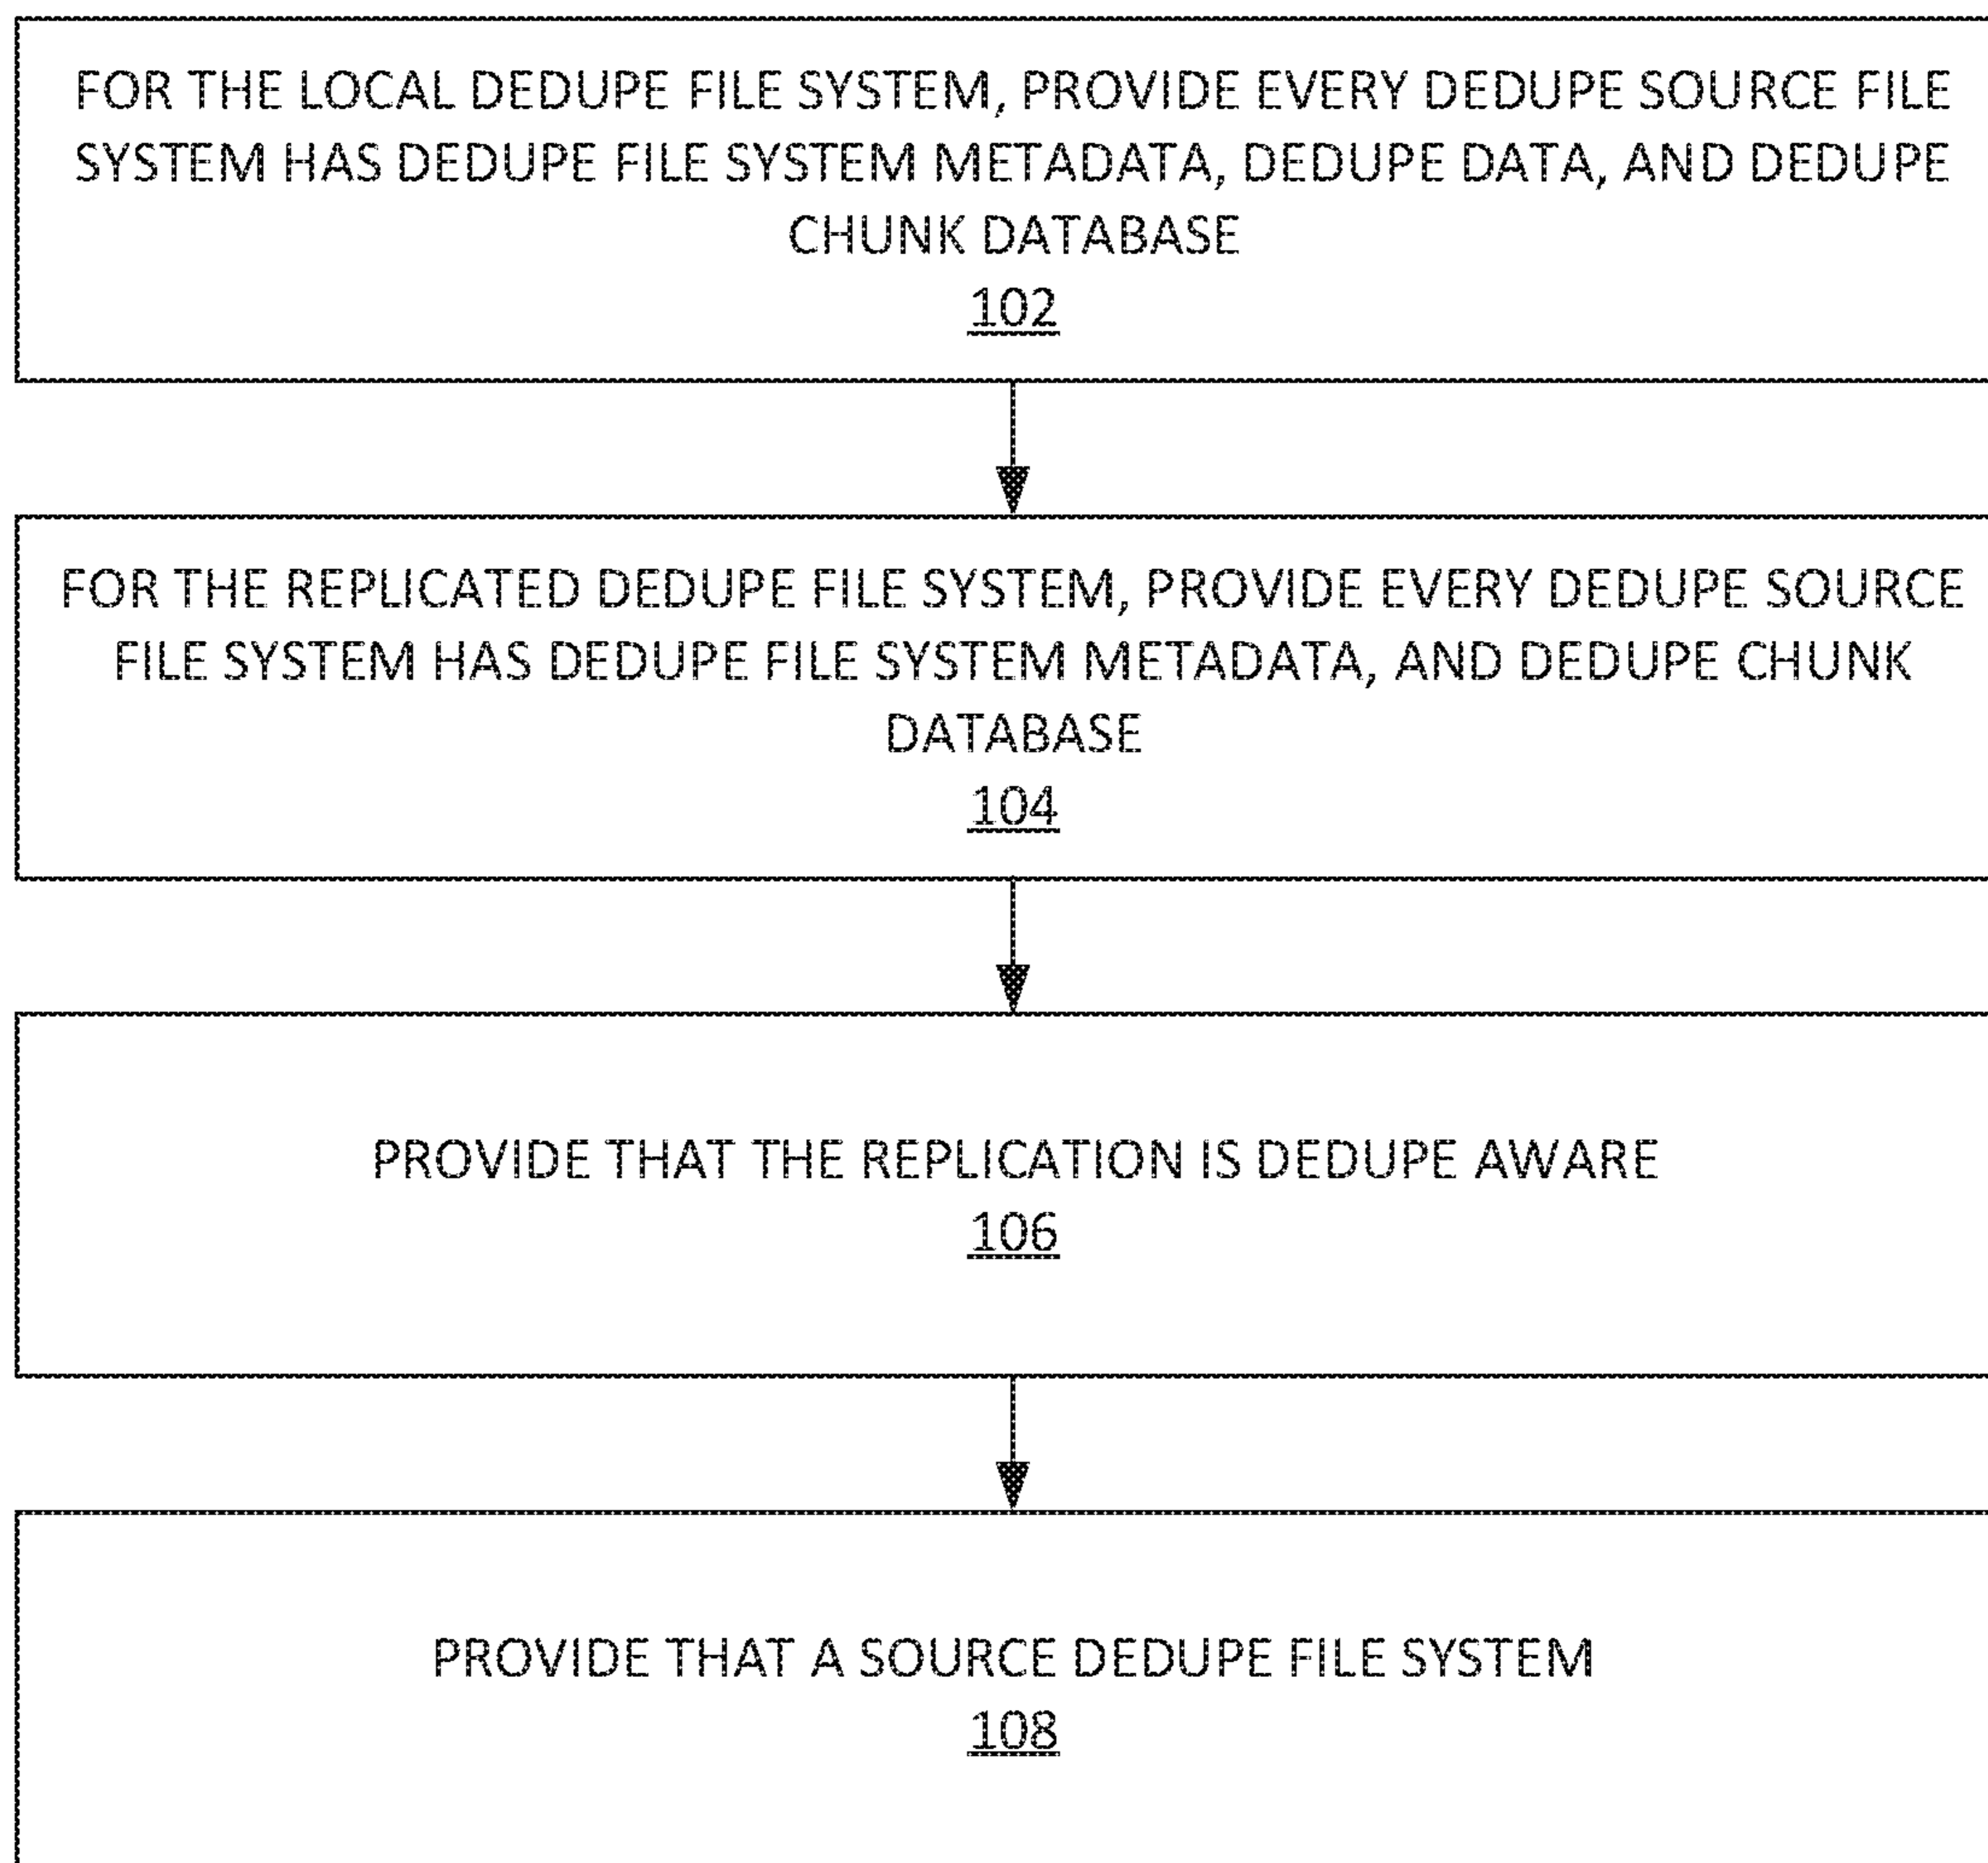 FOR THE LOCAL DEDUPE FILE SYSTEM, PROVIDE EVERY DEDUPE SOURCE FILE
SYSTEM HAS DEDUPE FILE SYSTEM METADATA, DEDUPE DATA, AND DEDUPE
CHUNK DATABASE
102
FOR THE REPLICATED DEDUPE FILE SYSTEM, PROVIDE EVERY DEDUPE SOURCE
FILE SYSTEM HAS DEDUPE FILE SYSTEM METADATA, AND DEDUPE CHUNK
DATABASE
104
PROVIDE THAT THE REPLICATION IS DEDUPE AWARE
106
PROVIDE THAT A SOURCE DEDUPE FILE SYSTEM
108